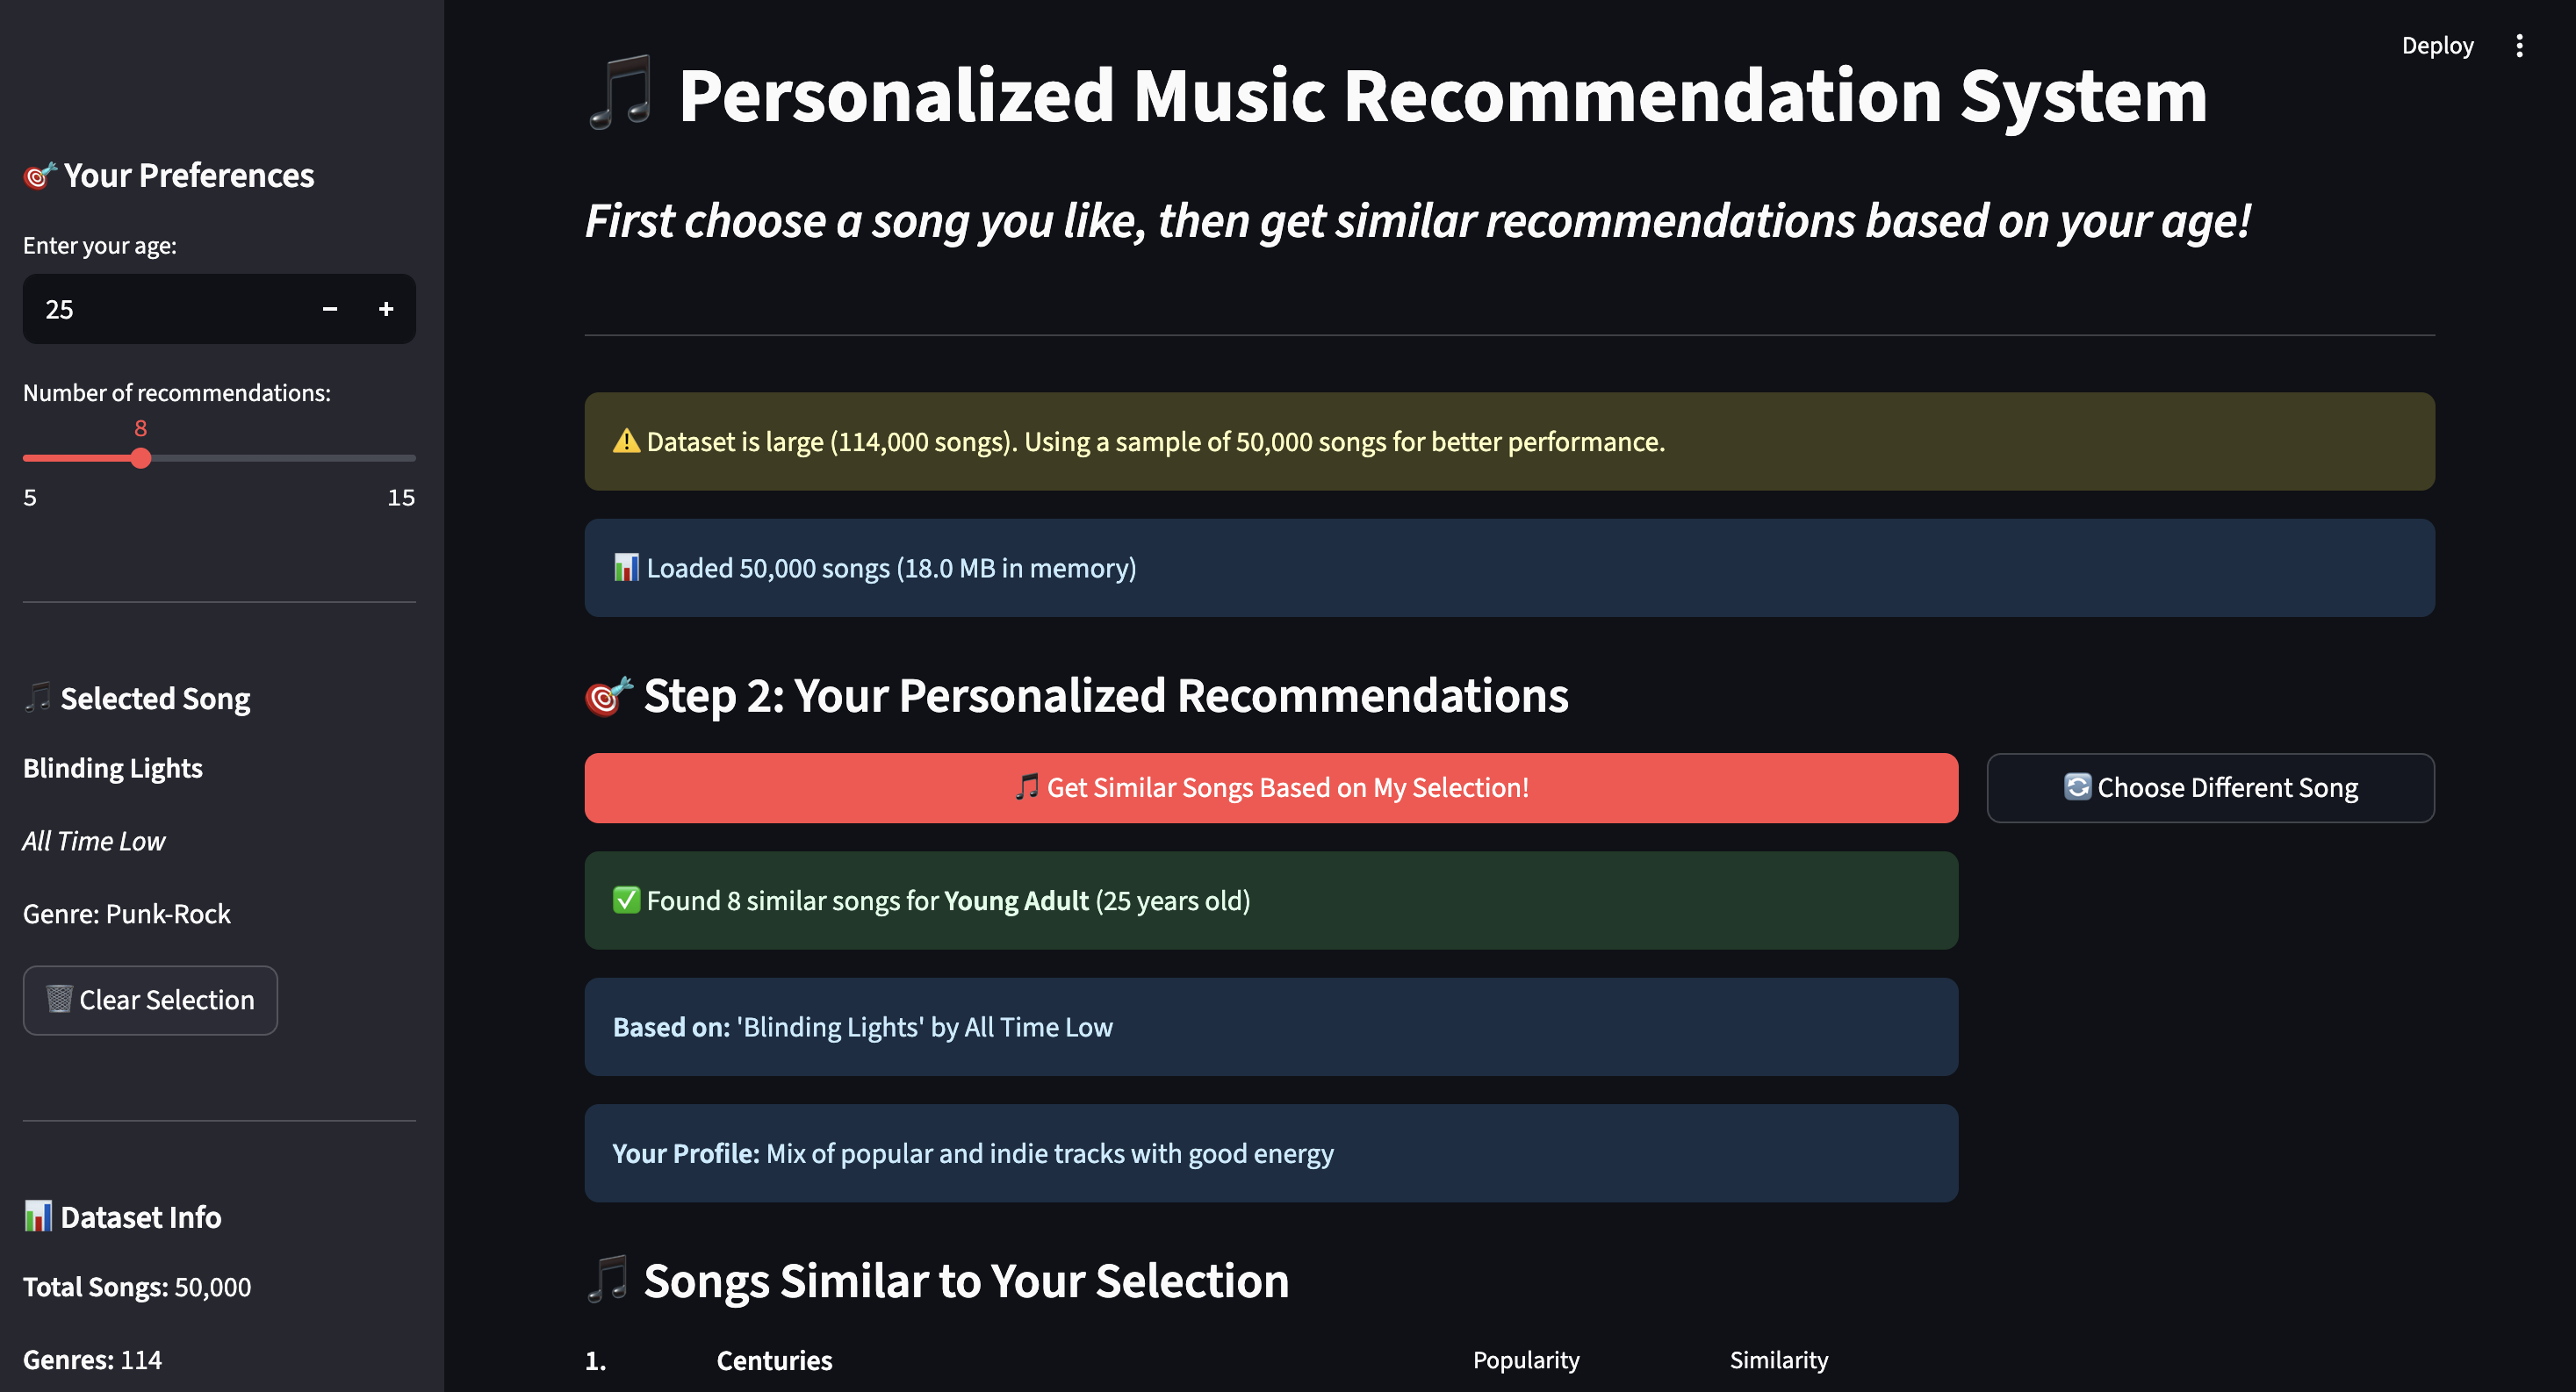 Deploy
🎯 Your Preferences
Enter your age:
25
− +
Number of recommendations:
8
5 15
🎵 Selected Song
Blinding Lights
All Time Low
Genre: Punk-Rock
🗑️ Clear Selection
📊 Dataset Info
Total Songs: 50,000
Genres: 114
🎵 Personalized Music Recommendation System
First choose a song you like, then get similar recommendations based on your age!
⚠️ Dataset is large (114,000 songs). Using a sample of 50,000 songs for better performance.
📊 Loaded 50,000 songs (18.0 MB in memory)
🎯 Step 2: Your Personalized Recommendations
🎵 Get Similar Songs Based on My Selection!
🔄 Choose Different Song
✅ Found 8 similar songs for Young Adult (25 years old)
Based on: 'Blinding Lights' by All Time Low
Your Profile: Mix of popular and indie tracks with good energy
🎵 Songs Similar to Your Selection
1. Centuries Popularity Similarity